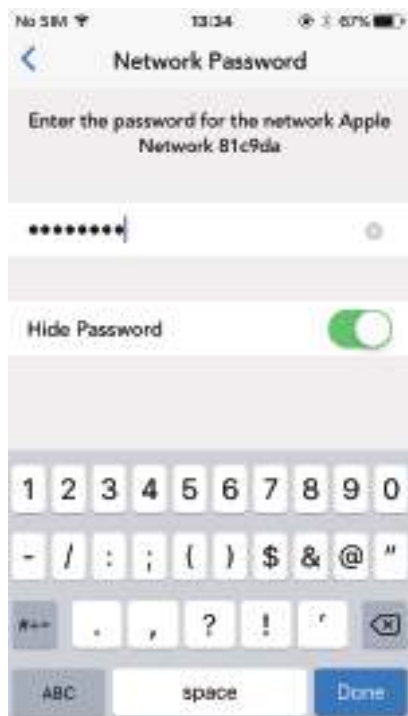 No SIM 13:34 67%
Network Password
Enter the password for the network Apple
Network 81c9da
••••••••
Hide Password
1 2 3 4 5 6 7 8 9 0
- / : ; ( ) $ & @ "
#+= . , ? ! '
ABC space Done